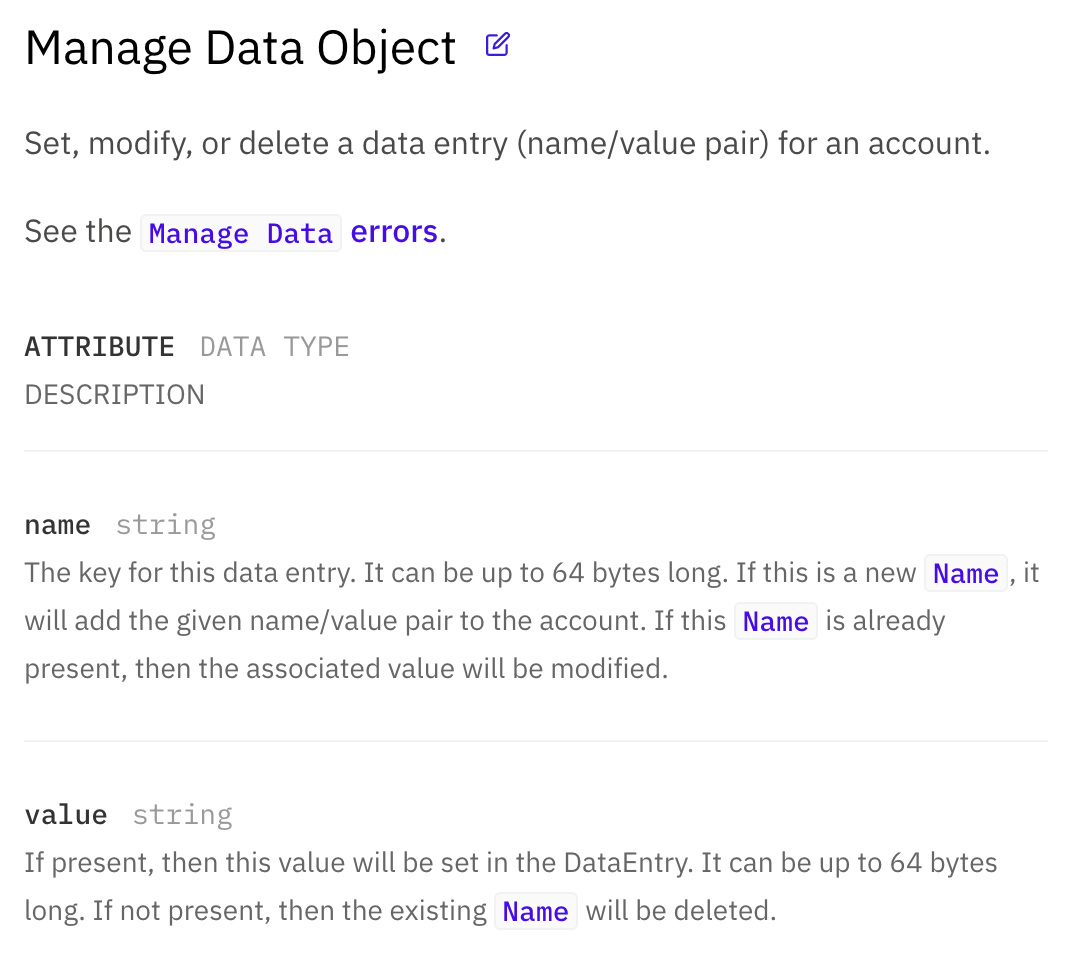 Manage Data Object
Set, modify, or delete a data entry (name/value pair) for an account.
See the Manage Data errors.
ATTRIBUTE DATA TYPE
DESCRIPTION
name string
The key for this data entry. It can be up to 64 bytes long. If this is a new Name, it
will add the given name/value pair to the account. If this Name is already
present, then the associated value will be modified.
value string
If present, then this value will be set in the DataEntry. It can be up to 64 bytes
long. If not present, then the existing Name will be deleted.